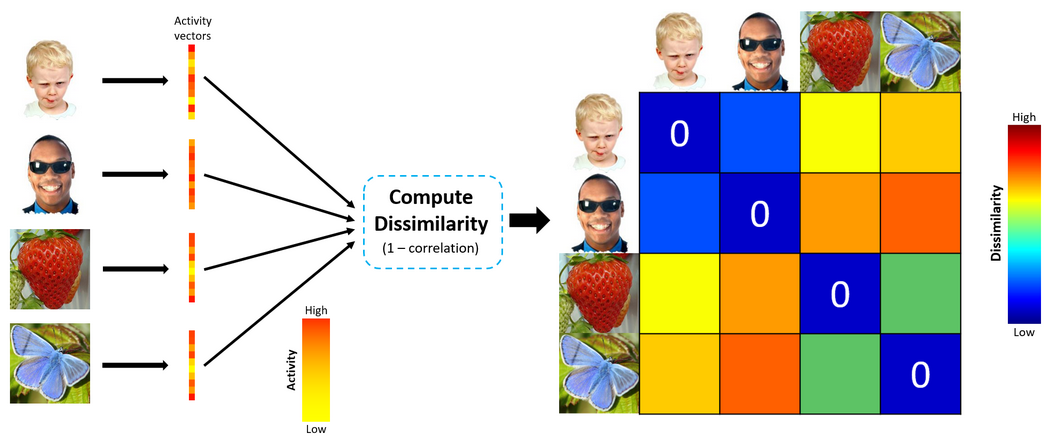 Activity
vectors
Compute
Dissimilarity
(1 – correlation)
High
Activity
Low
0
0
0
0
High
Dissimilarity
Low